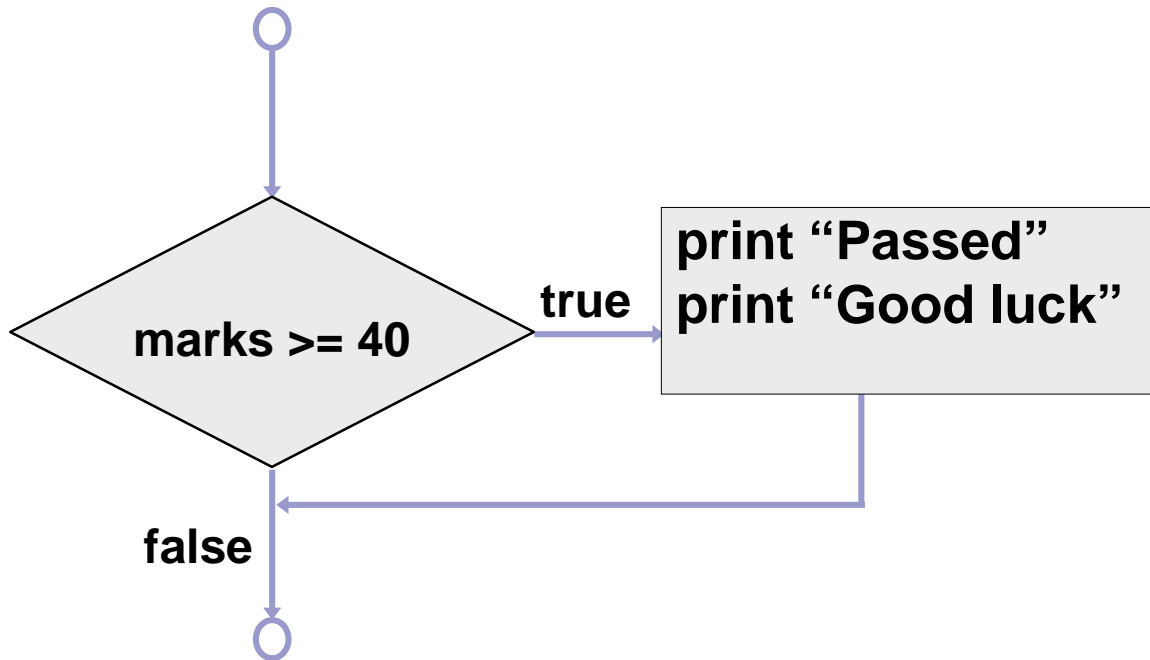 marks >= 40
true
print “Passed”
print “Good luck”
false